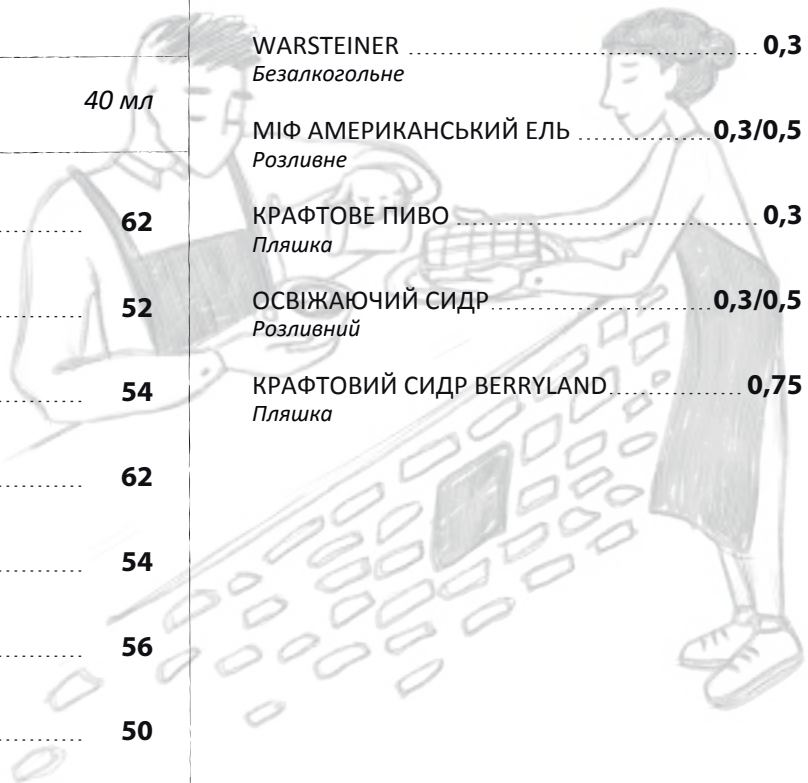 40 мл
62
52
54
62
54
56
50
WARSTEINER 0,3
Безалкогольне
МІФ АМЕРИКАНСЬКИЙ ЕЛЬ 0,3/0,5
Розливне
КРАФТОВЕ ПИВО 0,3
Пляшка
ОСВІЖАЮЧИЙ СИДР 0,3/0,5
Розливний
КРАФТОВИЙ СИДР BERRYLAND 0,75
Пляшка